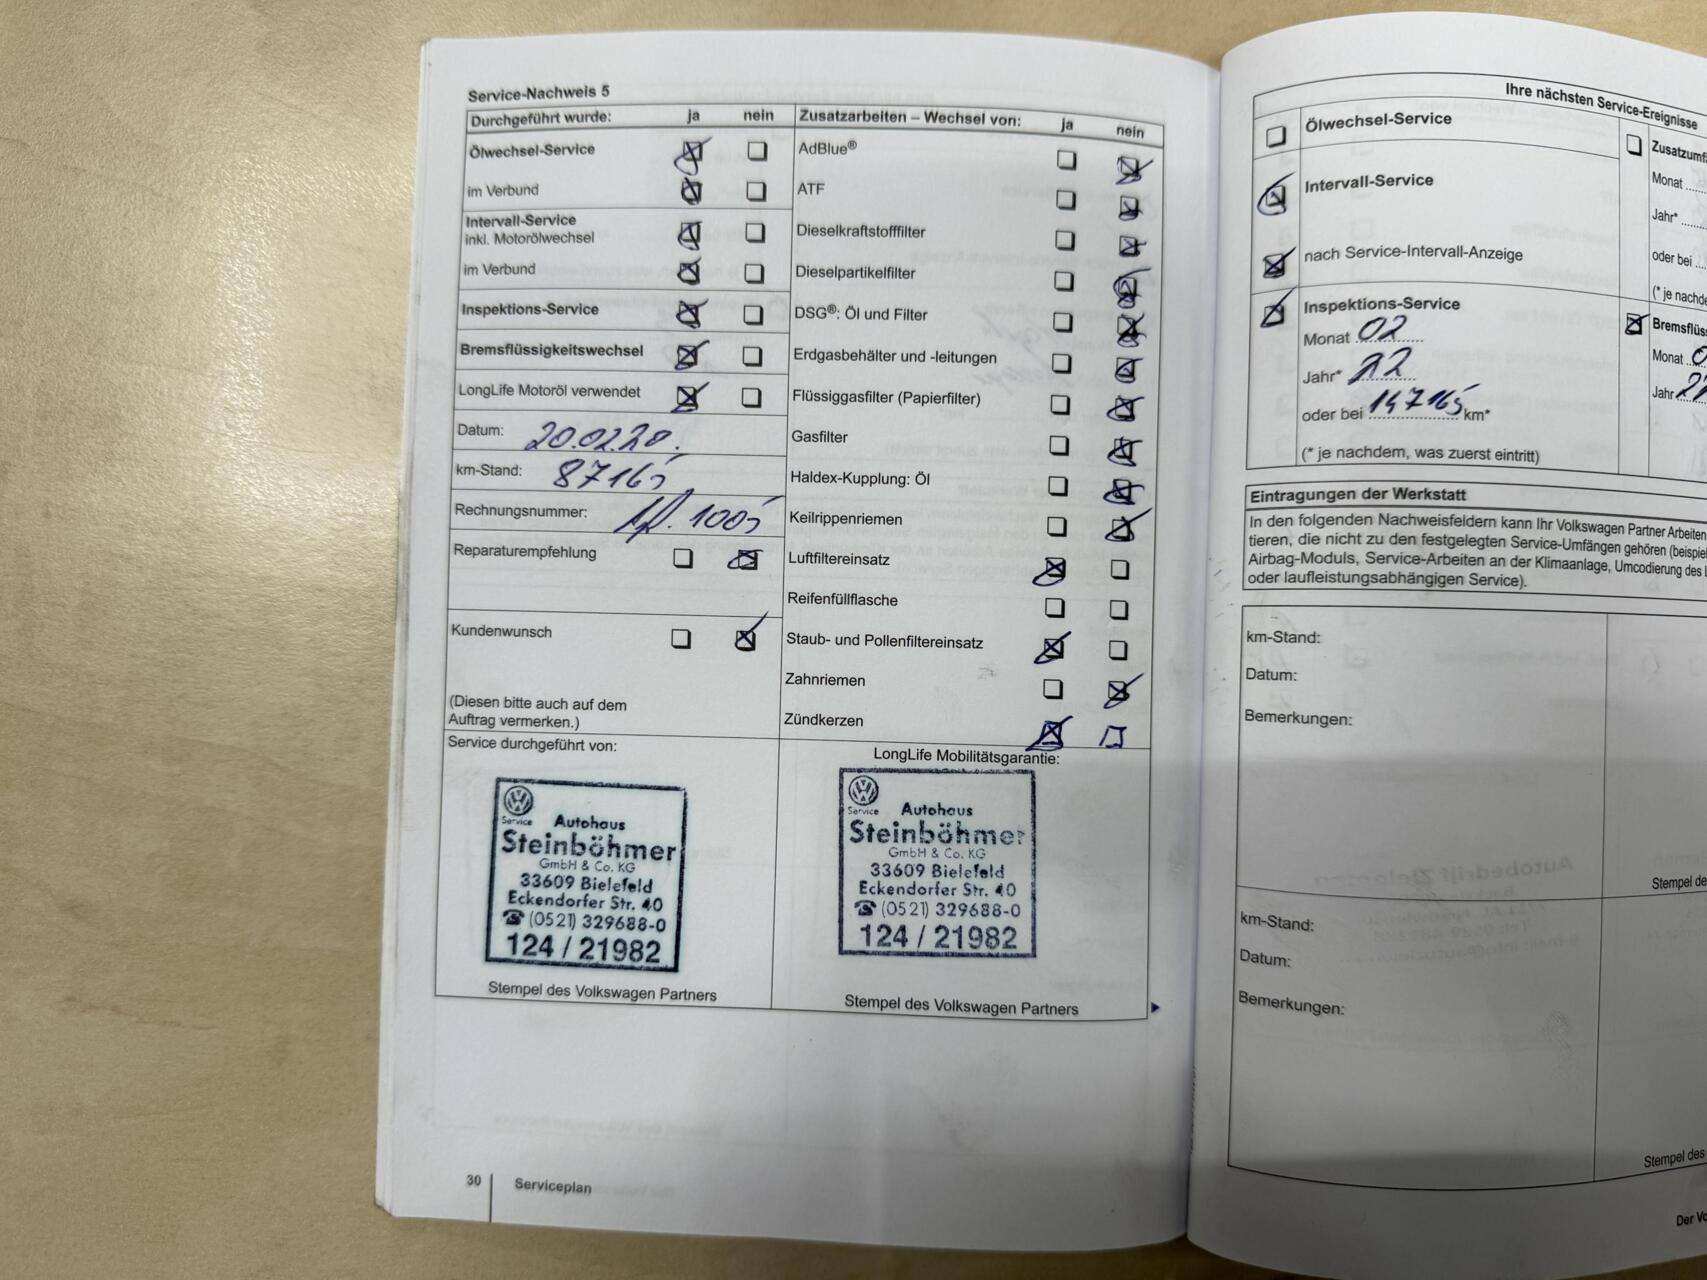 Service-Nachweis 5
Durchgeführt wurde: ja nein
Ölwechsel-Service
im Verbund
Intervall-Service
inkl. Motorölwechsel
im Verbund
Inspektions-Service
Bremsflüssigkeitswechsel
LongLife Motoröl verwendet
Datum: 20.02.20.
km-Stand: 87165
Rechnungsnummer:
Reparaturempfehlung
Kundenwunsch
(Diesen bitte auch auf dem
Auftrag vermerken.)
Zusatzarbeiten – Wechsel von: ja nein
AdBlue®
ATF
Dieselkraftstofffilter
Dieselpartikelfilter
DSG®: Öl und Filter
Erdgasbehälter und -leitungen
Flüssiggasfilter (Papierfilter)
Gasfilter
Haldex-Kupplung: Öl
Keilrippenriemen
Luftfiltereinsatz
Reifenfüllflasche
Staub- und Pollenfiltereinsatz
Zahnriemen
Zündkerzen
Service durchgeführt von:
Service
Autohaus
Steinböhmer
GmbH & Co. KG
33609 Bielefeld
Eckendorfer Str. 40
☎ (0521) 329688-0
124 / 21982
Stempel des Volkswagen Partners
LongLife Mobilitätsgarantie:
Service
Autohaus
Steinböhmer
GmbH & Co. KG
33609 Bielefeld
Eckendorfer Str. 40
☎ (0521) 329688-0
124 / 21982
Stempel des Volkswagen Partners
30 Serviceplan
Ihre nächsten Service-Ereignisse
Ölwechsel-Service
Intervall-Service
nach Service-Intervall-Anzeige
Inspektions-Service
Monat 02
Jahr* 22
oder bei 147165 km*
(* je nachdem, was zuerst eintritt)
Monat
Jahr*
oder bei
(* je
Monat
Jahr
Eintragungen der Werkstatt
In den folgenden Nachweisfeldern kann Ihr Volkswagen Partner Arbeiten
tieren, die nicht zu den festgelegten Service-Umfängen gehören
Airbag-Moduls, Service-Arbeiten an der Klimaanlage, Umcodierung des
oder laufleistungsabhängigen Service).
km-Stand:
Datum:
Bemerkungen:
Stempel
km-Stand:
Datum:
Bemerkungen:
Stempel des
Der